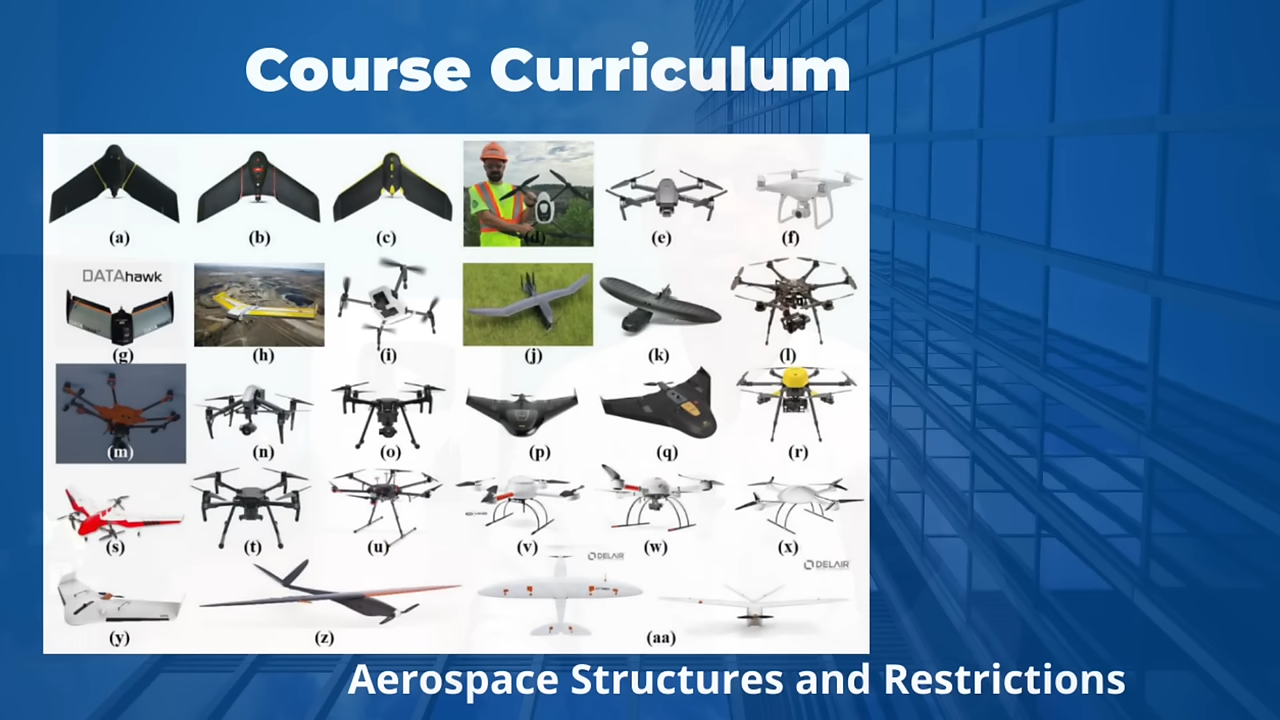 Course Curriculum
(a) (b) (c) (d) (e) (f)
DATAhawk
(g) (h) (i) (j) (k) (l)
(m) (n) (o) (p) (q) (r)
(s) (t) (u) (v) (w) (x)
DELAIR
DELAIR
(y) (z) (aa)
Aerospace Structures and Restrictions